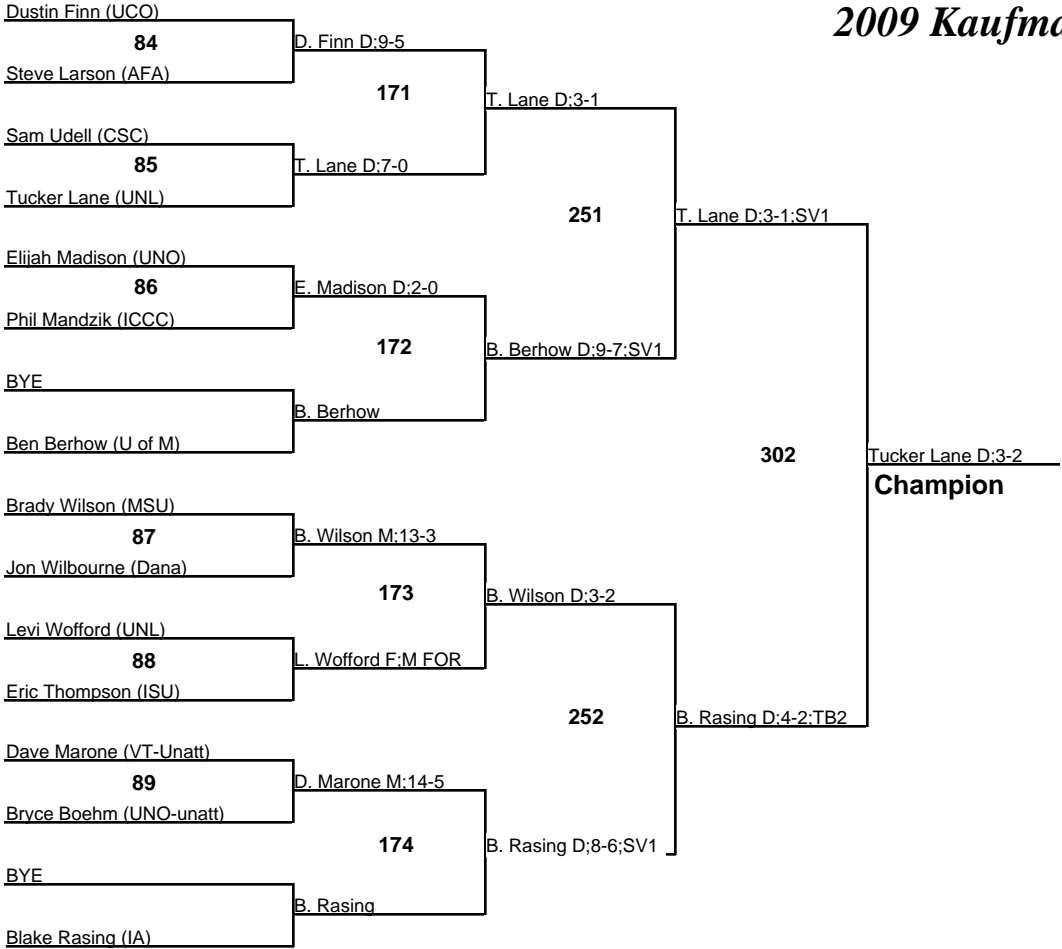 2009 Kaufma
Dustin Finn (UCO)
84
D. Finn D;9-5
Steve Larson (AFA)
171
T. Lane D;3-1
Sam Udell (CSC)
85
T. Lane D;7-0
Tucker Lane (UNL)
251
T. Lane D;3-1;SV1
Elijah Madison (UNO)
86
E. Madison D;2-0
Phil Mandzik (ICCC)
172
B. Berhow D;9-7;SV1
BYE
B. Berhow
Ben Berhow (U of M)
302
Tucker Lane D;3-2
Champion
Brady Wilson (MSU)
87
B. Wilson M;13-3
Jon Wilbourne (Dana)
173
B. Wilson D;3-2
Levi Wofford (UNL)
88
L. Wofford F;M FOR
Eric Thompson (ISU)
252
B. Rasing D;4-2;TB2
Dave Marone (VT-Unatt)
89
D. Marone M;14-5
Bryce Boehm (UNO-unatt)
174
B. Rasing D;8-6;SV1
BYE
B. Rasing
Blake Rasing (IA)